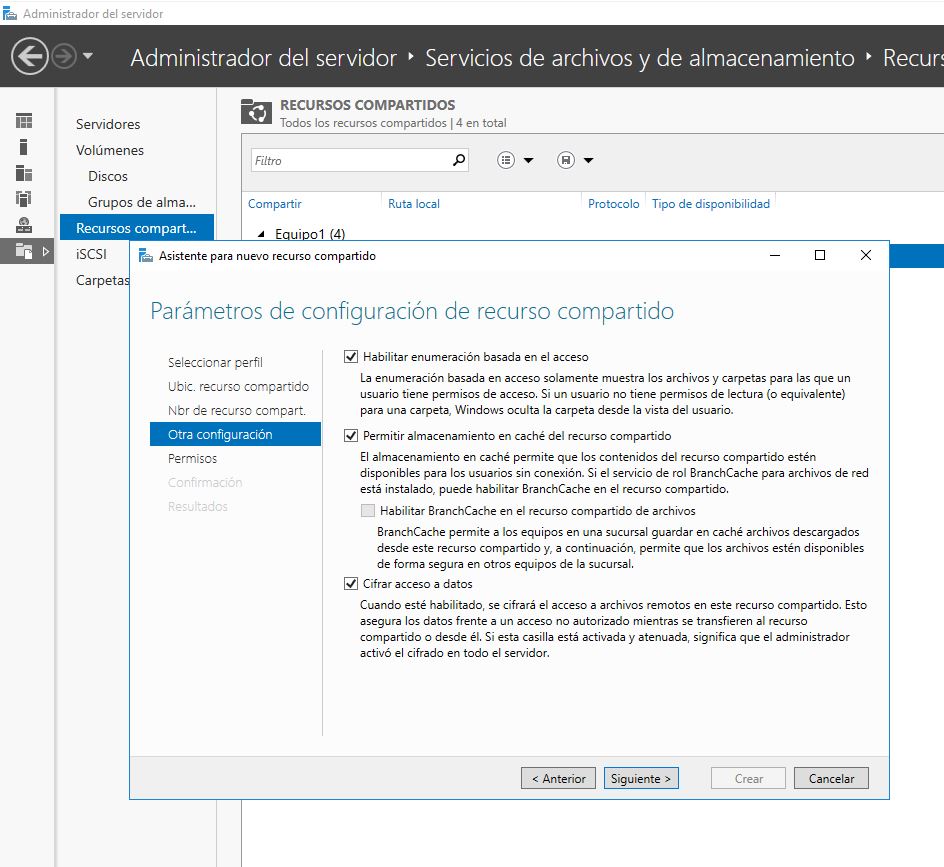 Administrador del servidor
Administrador del servidor ‣ Servicios de archivos y de almacenamiento ‣ Recurs
Servidores
Volúmenes
Discos
Grupos de alma...
Recursos compart...
iSCSI
Carpetas
RECURSOS COMPARTIDOS
Todos los recursos compartidos | 4 en total
Filtro
Compartir Ruta local Protocolo Tipo de disponibilidad
Equipo1 (4)
Asistente para nuevo recurso compartido
Parámetros de configuración de recurso compartido
Seleccionar perfil
Ubic. recurso compartido
Nbr de recurso compart.
Otra configuración
Permisos
Confirmación
Resultados
Habilitar enumeración basada en el acceso
La enumeración basada en acceso solamente muestra los archivos y carpetas para las que un
usuario tiene permisos de acceso. Si un usuario no tiene permisos de lectura (o equivalente)
para una carpeta, Windows oculta la carpeta desde la vista del usuario.
Permitir almacenamiento en caché del recurso compartido
El almacenamiento en caché permite que los contenidos del recurso compartido estén
disponibles para los usuarios sin conexión. Si el servicio de rol BranchCache para archivos de red
está instalado, puede habilitar BranchCache en el recurso compartido.
Habilitar BranchCache en el recurso compartido de archivos
BranchCache permite a los equipos en una sucursal guardar en caché archivos descargados
desde este recurso compartido y, a continuación, permite que los archivos estén disponibles
de forma segura en otros equipos de la sucursal.
Cifrar acceso a datos
Cuando esté habilitado, se cifrará el acceso a archivos remotos en este recurso compartido. Esto
asegura los datos frente a un acceso no autorizado mientras se transfieren al recurso
compartido o desde él. Si esta casilla está activada y atenuada, significa que el administrador
activó el cifrado en todo el servidor.
< Anterior Siguiente > Crear Cancelar